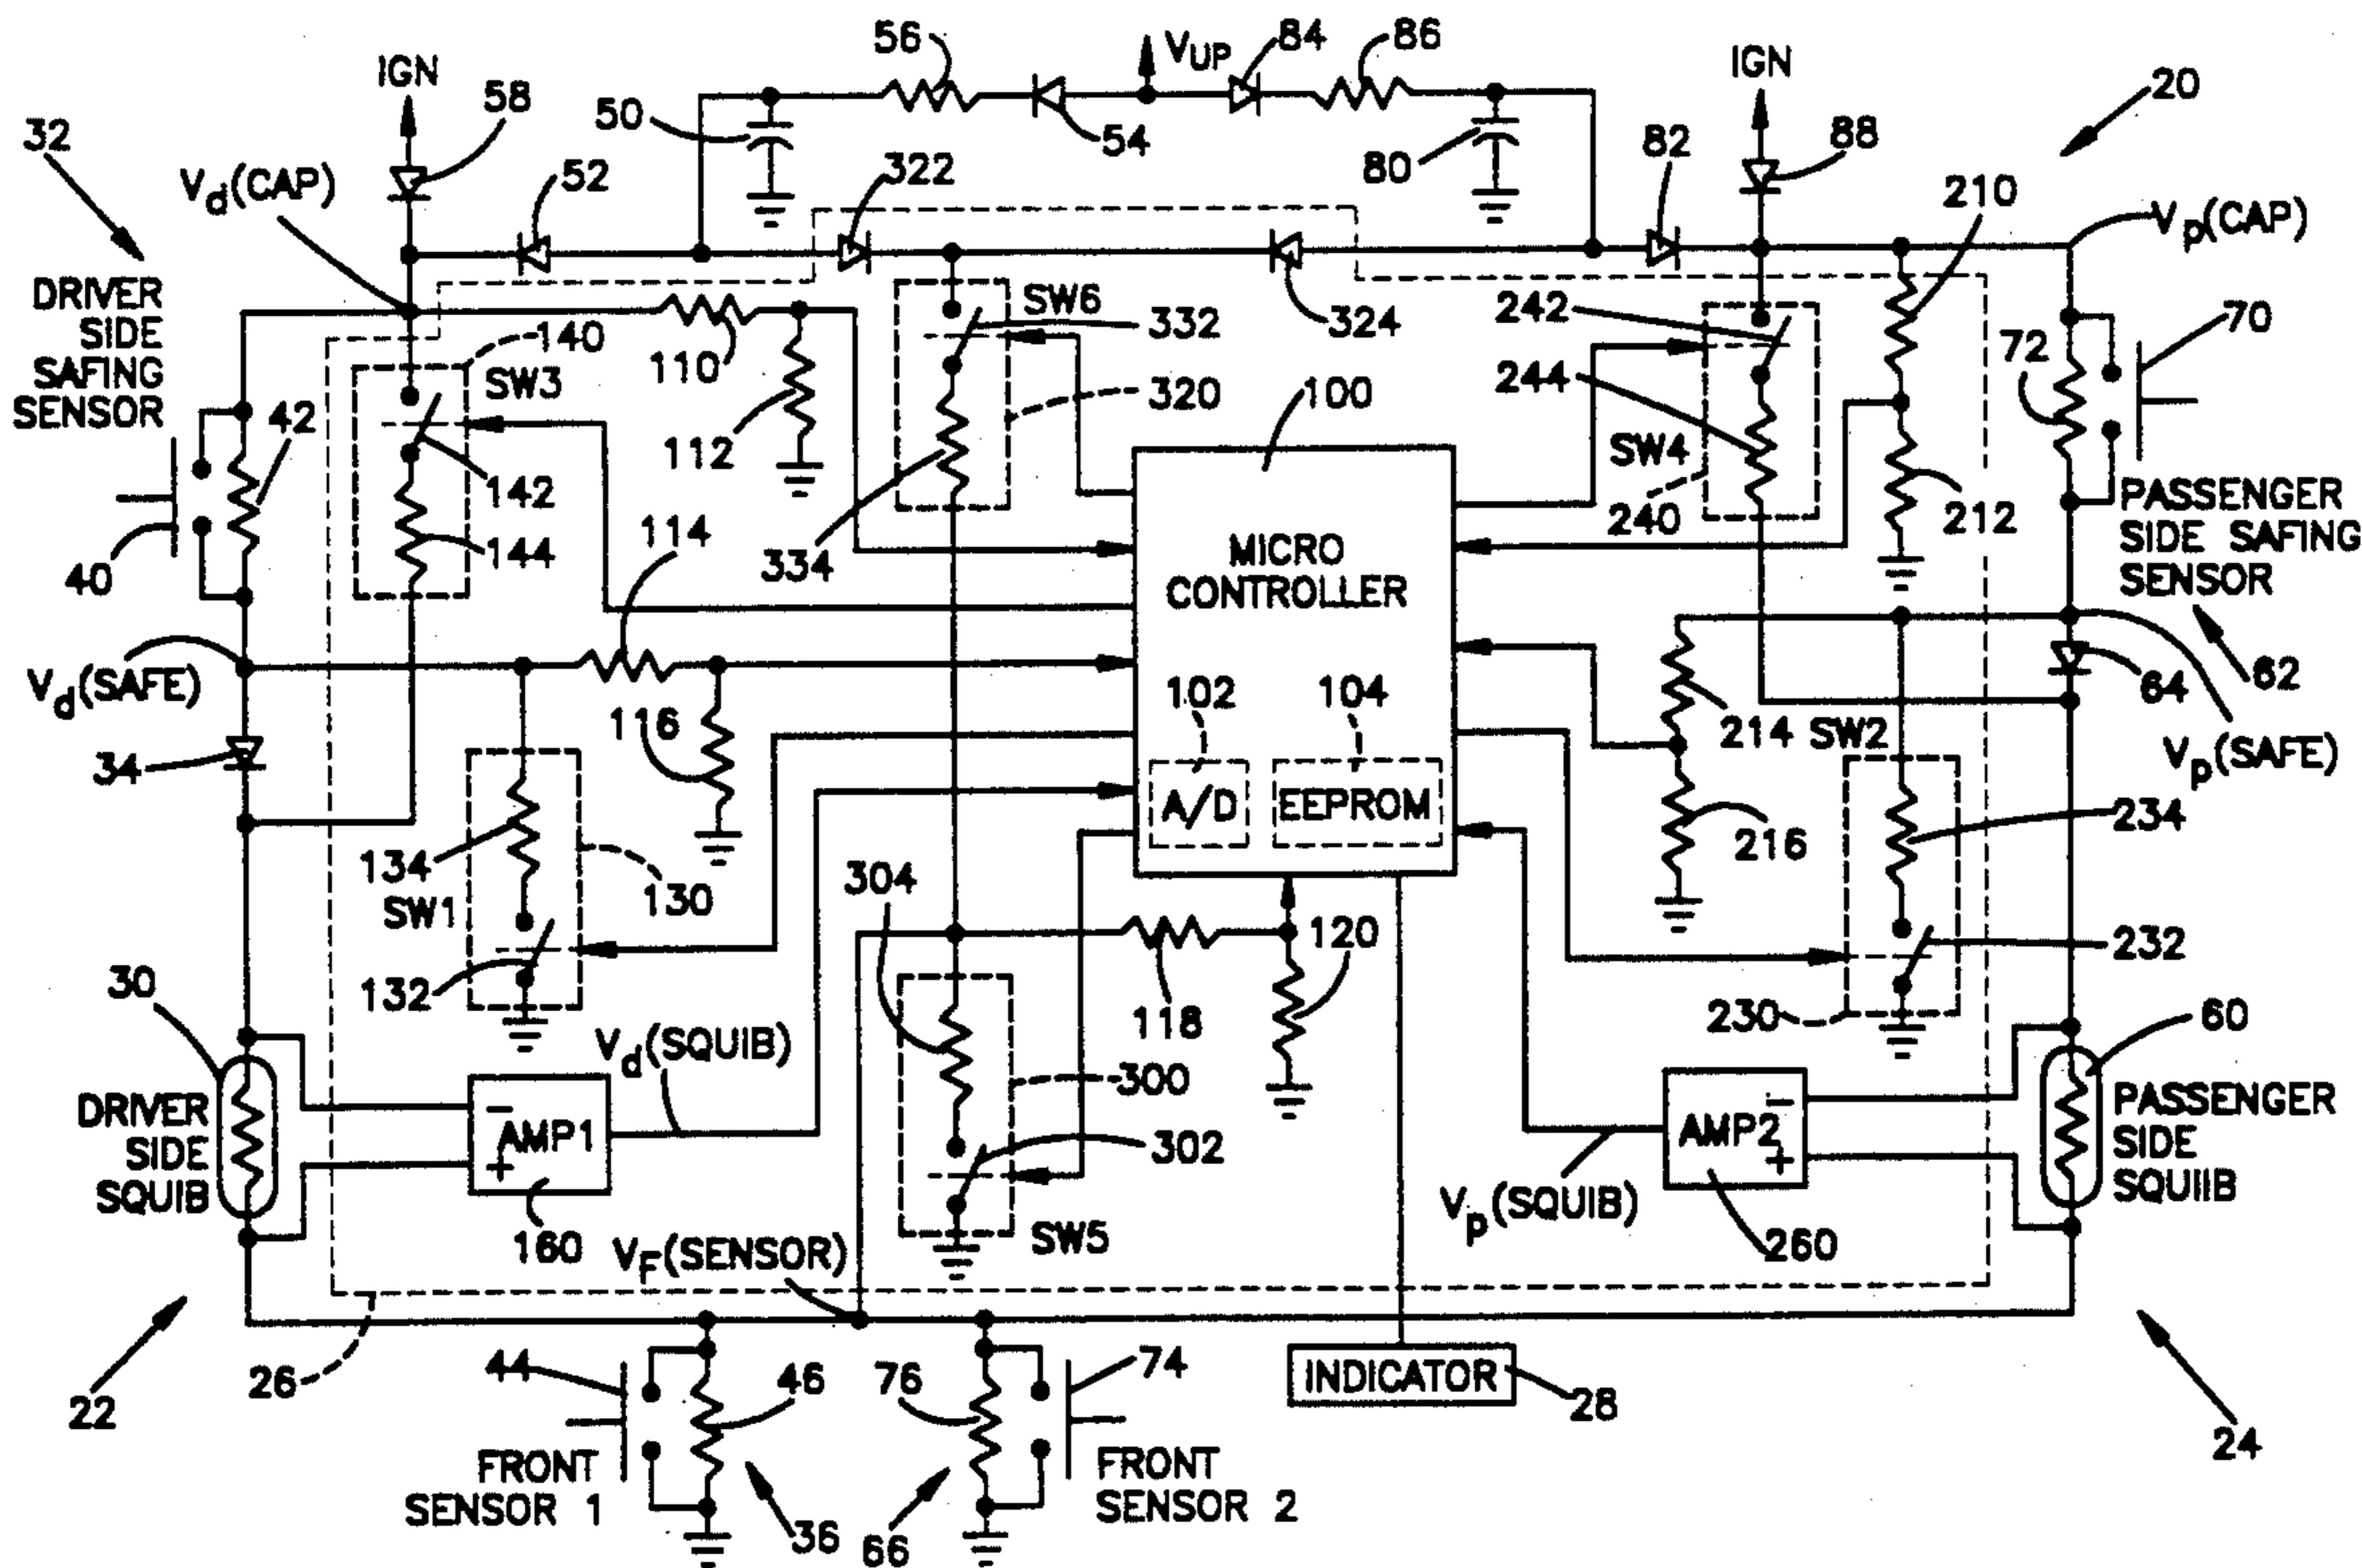 56
VUP
84
86
IGN
IGN
20
58
50
54
80
82
88
32
Vd(CAP)
52
322
210
Vp(CAP)
DRIVER
SIDE
SAFING
SENSOR
140
SW3
110
SW6
332
324
242
70
72
42
112
320
100
244
SW4
142
144
114
334
240
212
PASSENGER
SIDE SAFING
SENSOR
40
MICRO
CONTROLLER
Vd(SAFE)
116
102
104
214
SW2
64
62
Vp(SAFE)
34
A/D
EEPROM
134
130
304
216
234
SW1
132
118
120
232
230
30
Vd(SQUIB)
300
60
DRIVER
SIDE
SQUIB
-
AMP1
+
160
302
AMP2
-
+
260
PASSENGER
SIDE
SQUIIB
Vp(SQUIB)
VF(SENSOR)
SW5
22
26
44
46
76
74
INDICATOR
28
24
FRONT
SENSOR 1
36
66
FRONT
SENSOR 2